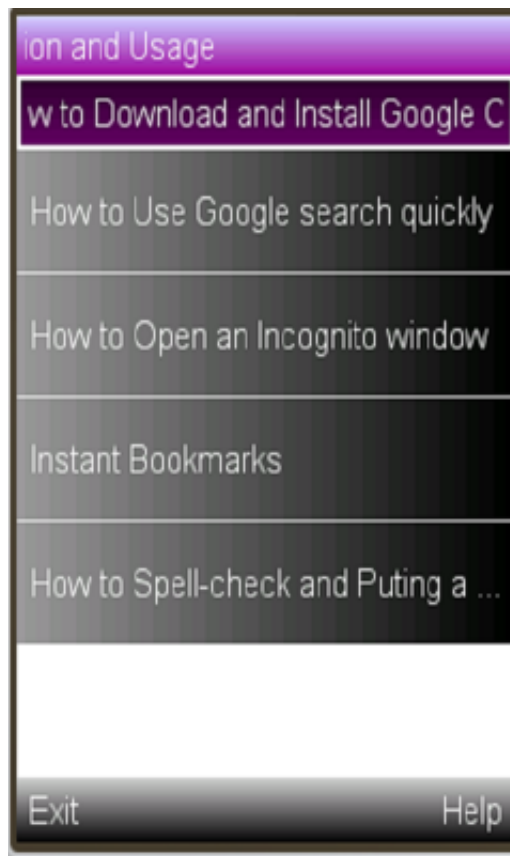 ion and Usage
w to Download and Install Google C
How to Use Google search quickly
How to Open an Incognito window
Instant Bookmarks
How to Spell-check and Puting a ...
Exit Help